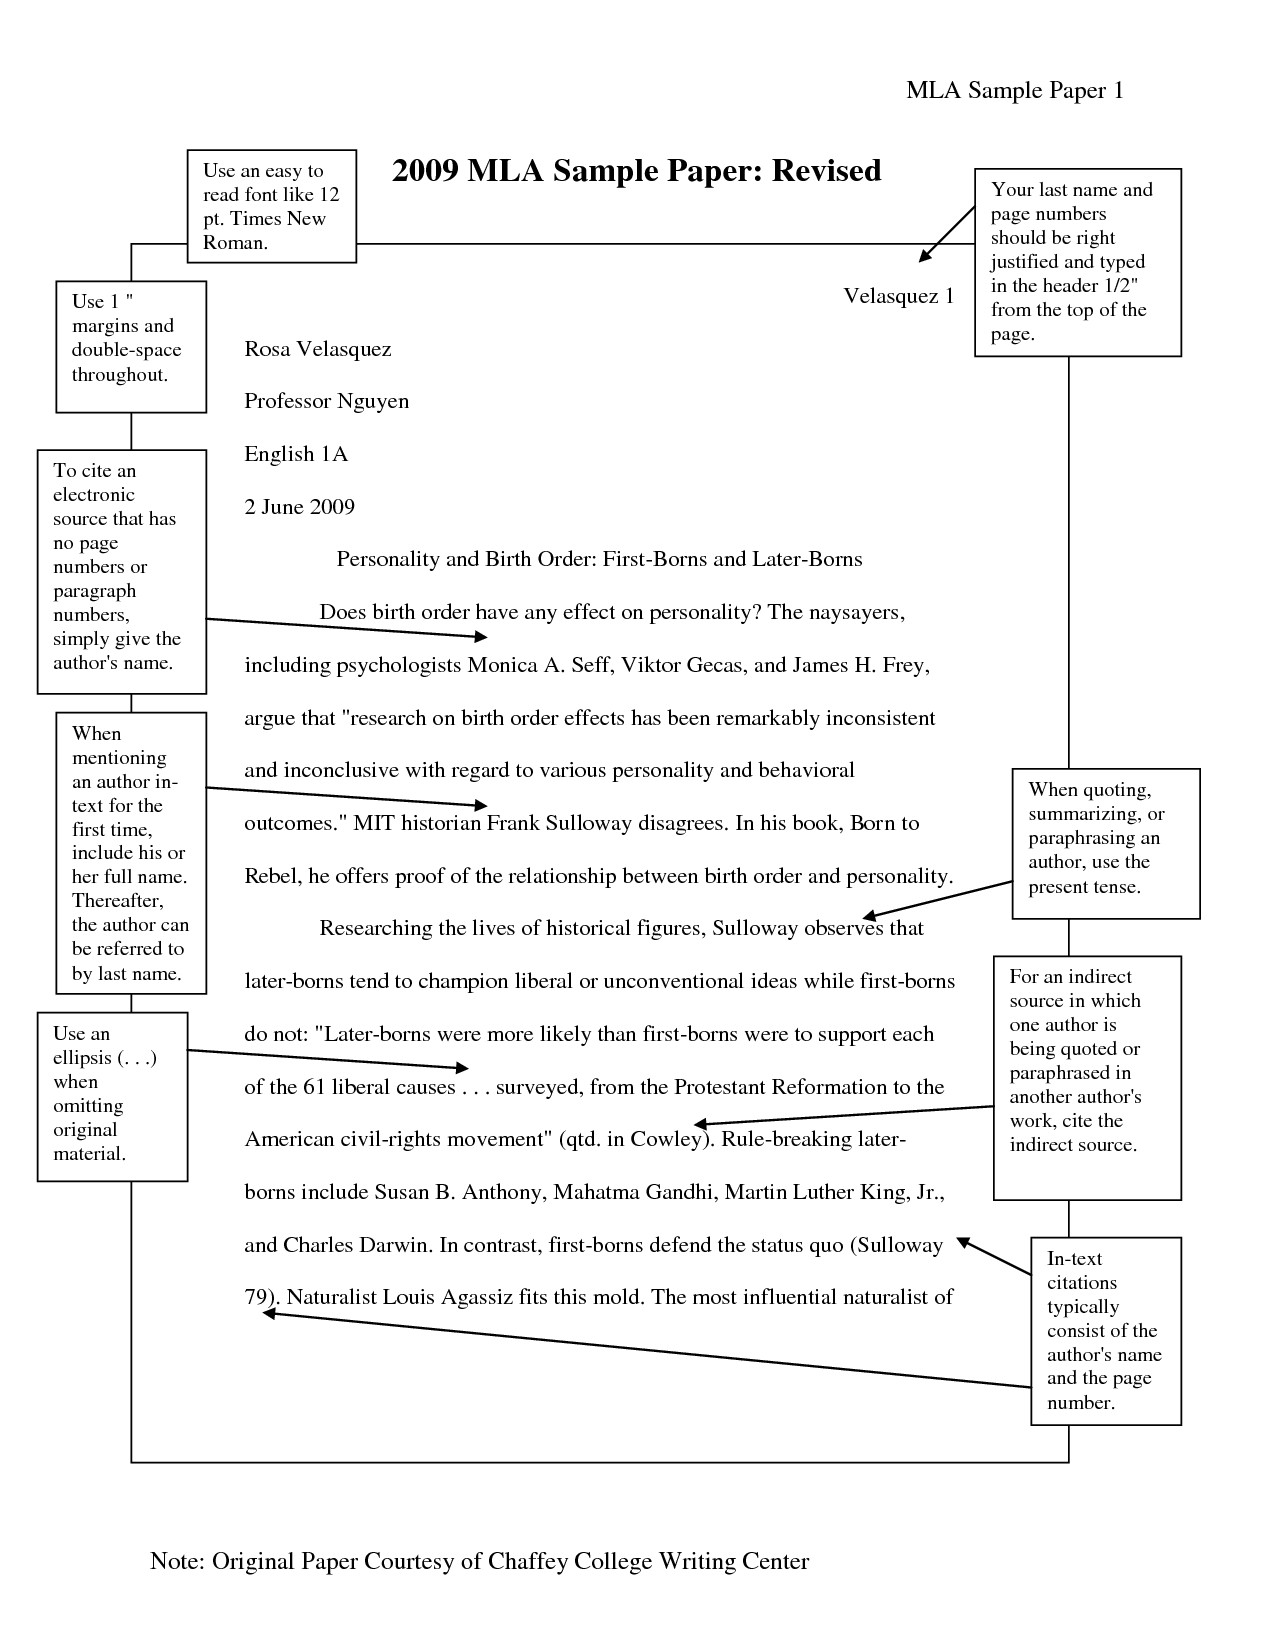 MLA Sample Paper 1
2009 MLA Sample Paper: Revised
Use an easy to
read font like 12
pt. Times New
Roman.
Your last name and
page numbers
should be right
justified and typed
in the header 1/2"
from the top of the
page.
Use 1 "
margins and
double-space
throughout.
Velasquez 1
Rosa Velasquez
Professor Nguyen
English 1A
2 June 2009
To cite an
electronic
source that has
no page
numbers or
paragraph
numbers,
simply give the
author's name.
Personality and Birth Order: First-Borns and Later-Borns
Does birth order have any effect on personality? The naysayers,
including psychologists Monica A. Seff, Viktor Gecas, and James H. Frey,
argue that "research on birth order effects has been remarkably inconsistent
and inconclusive with regard to various personality and behavioral
outcomes." MIT historian Frank Sulloway disagrees. In his book, Born to
Rebel, he offers proof of the relationship between birth order and personality.
When
mentioning
an author in-
text for the
first time,
include his or
her full name.
Thereafter,
the author can
be referred to
by last name.
When quoting,
summarizing, or
paraphrasing an
author, use the
present tense.
Researching the lives of historical figures, Sulloway observes that
later-borns tend to champion liberal or unconventional ideas while first-borns
do not: "Later-borns were more likely than first-borns were to support each
of the 61 liberal causes . . . surveyed, from the Protestant Reformation to the
American civil-rights movement" (qtd. in Cowley). Rule-breaking later-
borns include Susan B. Anthony, Mahatma Gandhi, Martin Luther King, Jr.,
and Charles Darwin. In contrast, first-borns defend the status quo (Sulloway
79). Naturalist Louis Agassiz fits this mold. The most influential naturalist of
Use an
ellipsis (. . .)
when
omitting
original
material.
For an indirect
source in which
one author is
being quoted or
paraphrased in
another author's
work, cite the
indirect source.
In-text
citations
typically
consist of the
author's name
and the page
number.
Note: Original Paper Courtesy of Chaffey College Writing Center